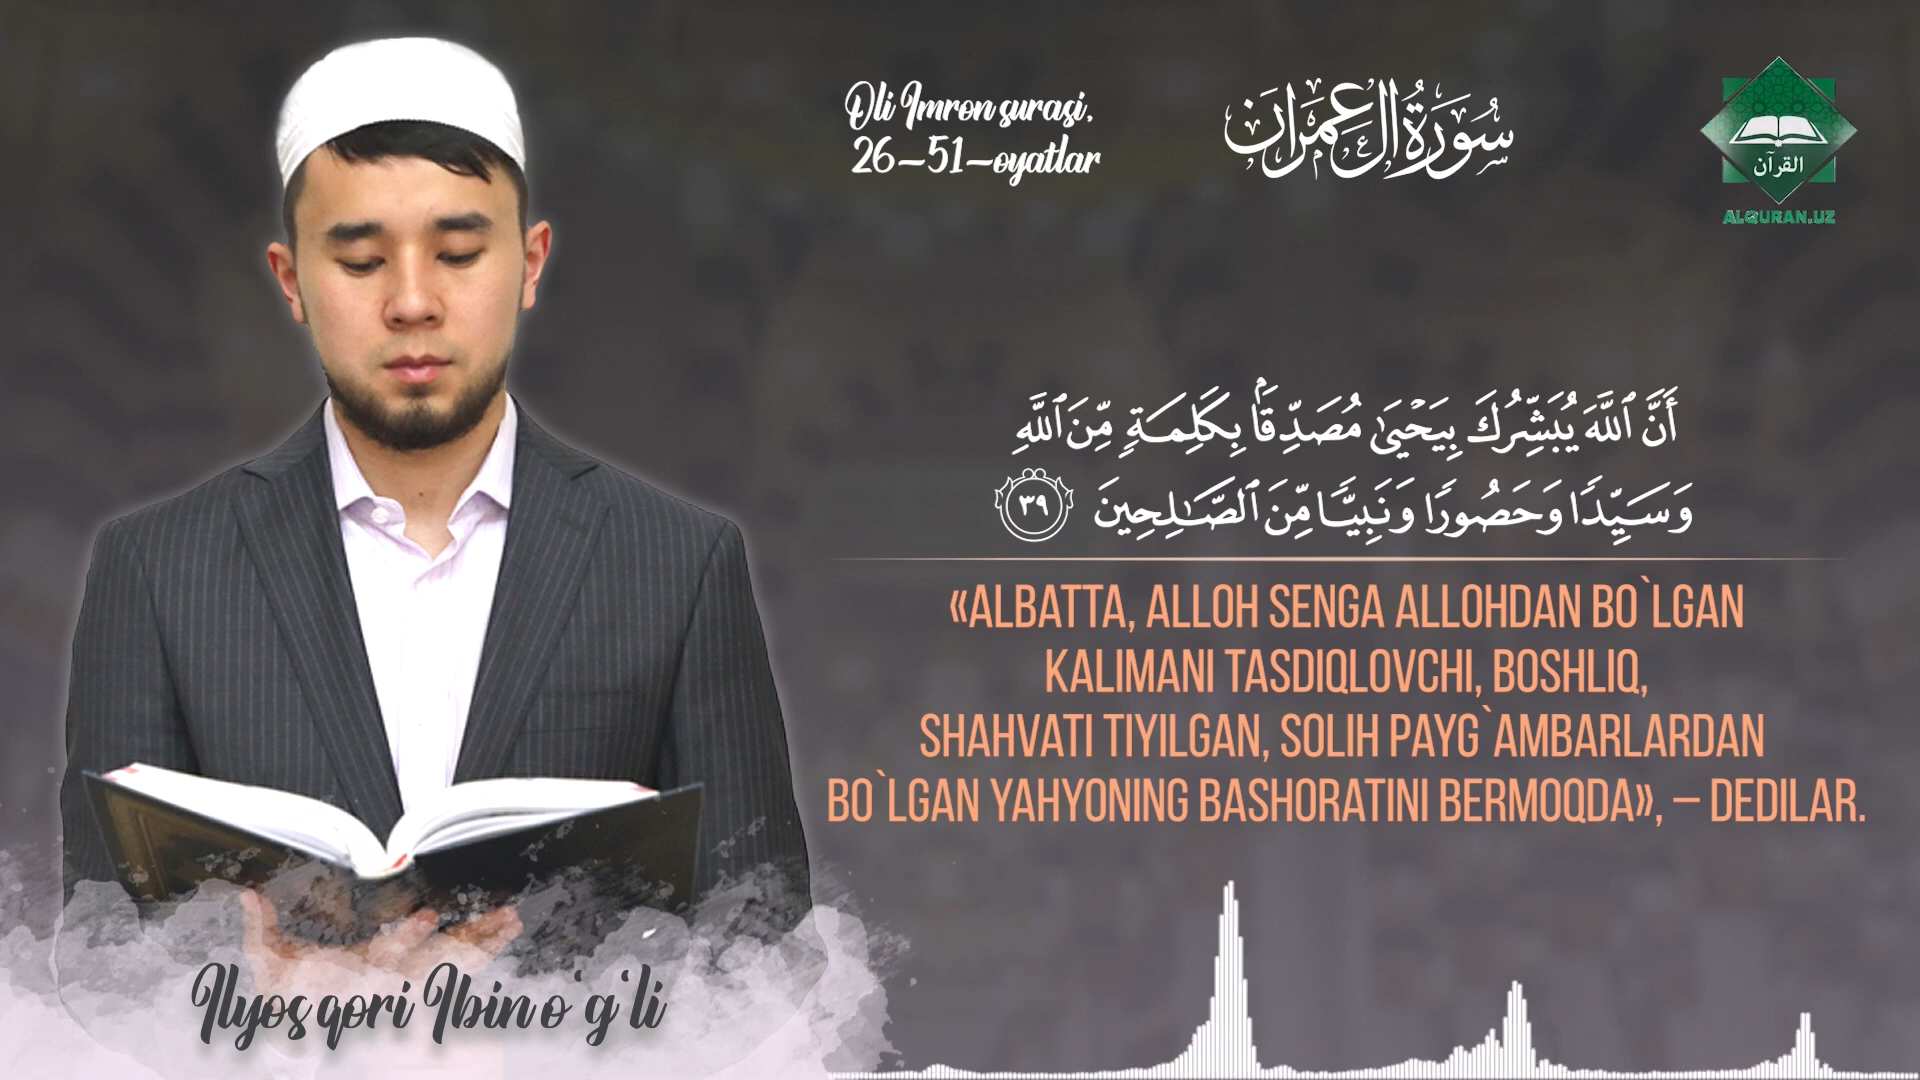 Oli Imron surasi,
26–51–oyatlar
سُورَةُ آلِ عِمْرَان
القرآن
ALQURAN.UZ
أَنَّ ٱللَّهَ يُبَشِّرُكَ بِيَحْيَىٰ مُصَدِّقَۢا بِكَلِمَةٍ مِّنَ ٱللَّهِ
وَسَيِّدًا وَحَصُورًا وَنَبِيًّا مِّنَ ٱلصَّـٰلِحِينَ ٣٩
«ALBATTA, ALLOH SENGA ALLOHDAN BO`LGAN
KALIMANI TASDIQLOVCHI, BOSHLIQ,
SHAHVATI TIYILGAN, SOLIH PAYG`AMBARLARDAN
BO`LGAN YAHYONING BASHORATINI BERMOQDA», – DEDILAR.
Ilyos qori Ibin o‘g‘li